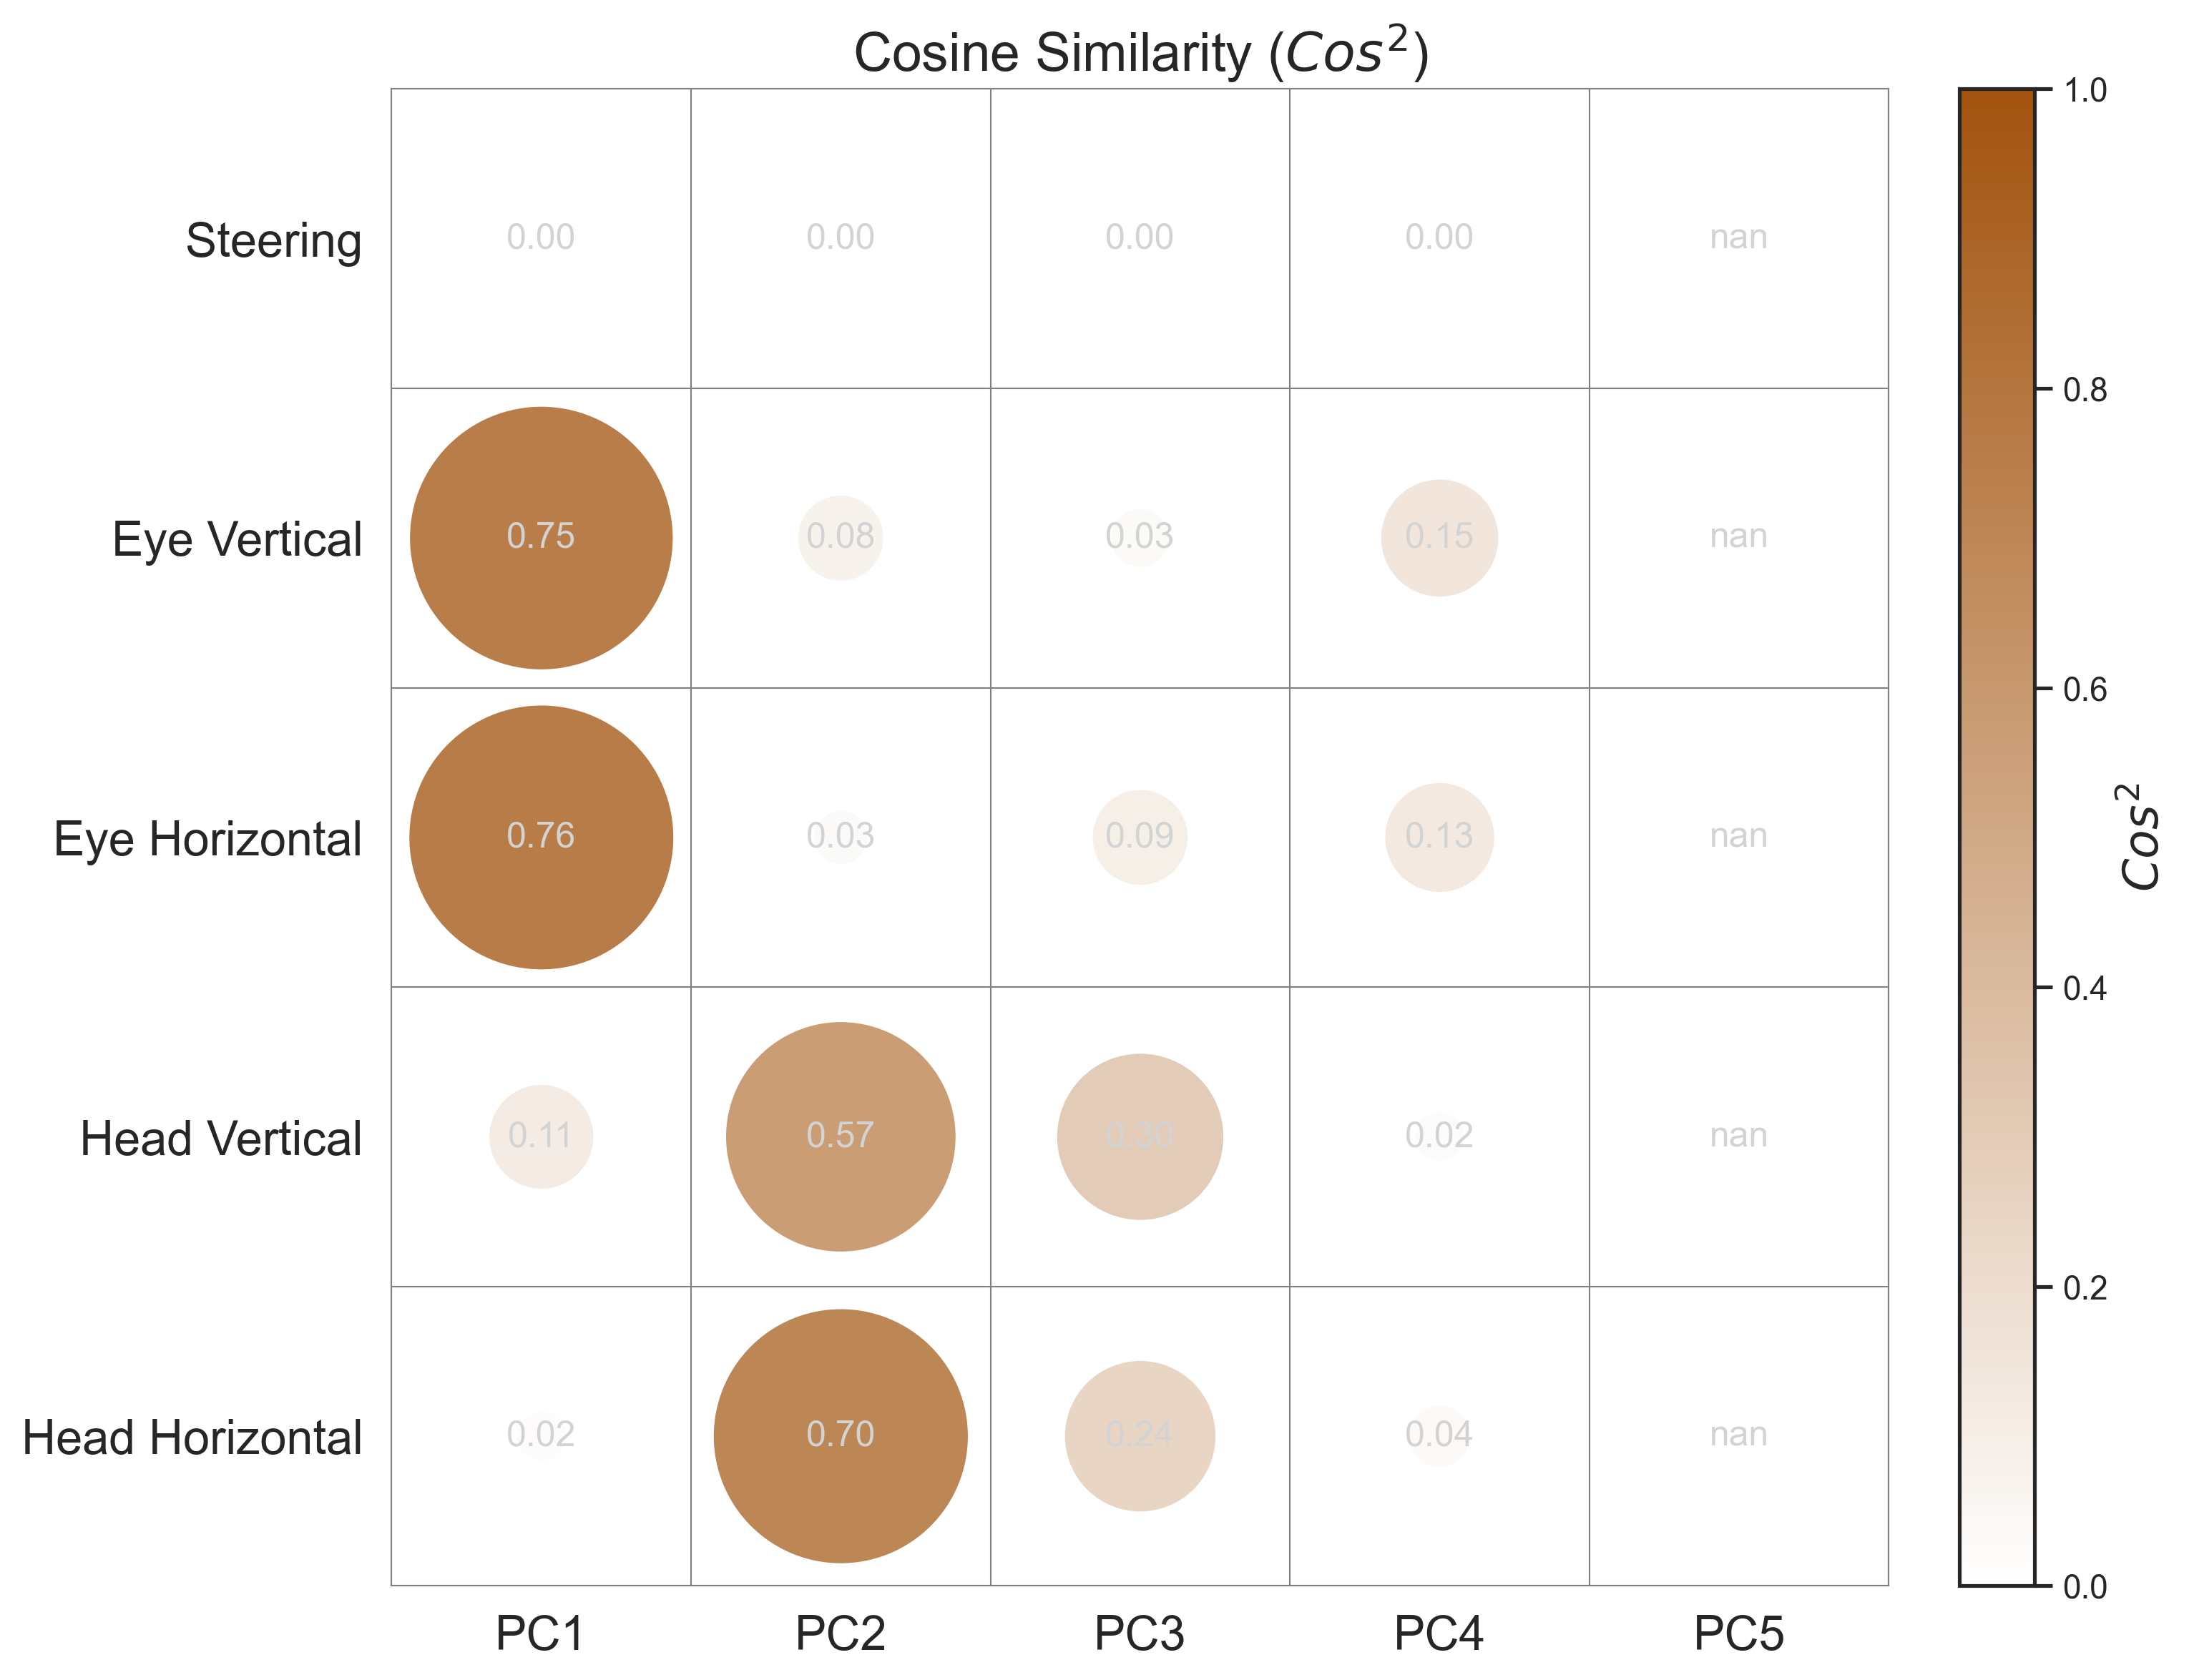 Cosine Similarity (Cos²)
Steering 0.00 0.00 0.00 0.00 nan
Eye Vertical 0.75 0.08 0.03 0.15 nan
Eye Horizontal 0.76 0.03 0.09 0.13 nan
Head Vertical 0.11 0.57 0.30 0.02 nan
Head Horizontal 0.02 0.70 0.24 0.04 nan
PC1 PC2 PC3 PC4 PC5
1.0
0.8
0.6
0.4
0.2
0.0
Cos²